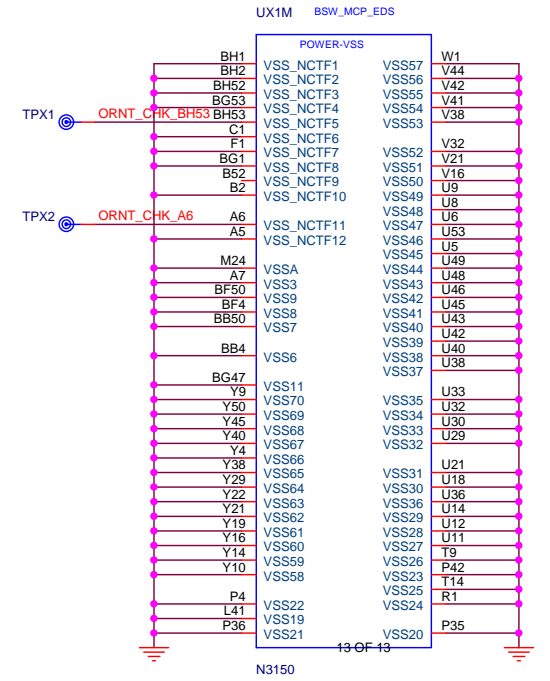 UX1M BSW_MCP_EDS
POWER-VSS
BH1 VSS_NCTF1 VSS57 W1
BH2 VSS_NCTF2 VSS56 V44
BH52 VSS_NCTF3 VSS55 V42
BG53 VSS_NCTF4 VSS54 V41
TPX1 ORNT_CHK_BH53 BH53 VSS_NCTF5 VSS53 V38
C1 VSS_NCTF6
F1 VSS_NCTF7 VSS52 V32
BG1 VSS_NCTF8 VSS51 V21
B52 VSS_NCTF9 VSS50 V16
B2 VSS_NCTF10 VSS49 U9
VSS48 U8
TPX2 ORNT_CHK_A6 A6 VSS_NCTF11 VSS47 U6
A5 VSS_NCTF12 VSS46 U53
VSS45 U5
M24 VSSA VSS44 U49
A7 VSS3 VSS43 U48
BF50 VSS9 VSS42 U46
BF4 VSS8 VSS41 U45
BB50 VSS7 VSS40 U43
VSS39 U42
BB4 VSS6 VSS38 U40
VSS37 U38
BG47 VSS11
Y9 VSS70 VSS35 U33
Y50 VSS69 VSS34 U32
Y45 VSS68 VSS33 U30
Y40 VSS67 VSS32 U29
Y4 VSS66
Y38 VSS65 VSS31 U21
Y29 VSS64 VSS30 U18
Y22 VSS63 VSS36 U36
Y21 VSS62 VSS29 U14
Y19 VSS61 VSS28 U12
Y16 VSS60 VSS27 U11
Y14 VSS59 VSS26 T9
Y10 VSS58 VSS23 P42
VSS25 T14
P4 VSS22 VSS24 R1
L41 VSS19
P36 VSS21 VSS20 P35
13 OF 13
N3150